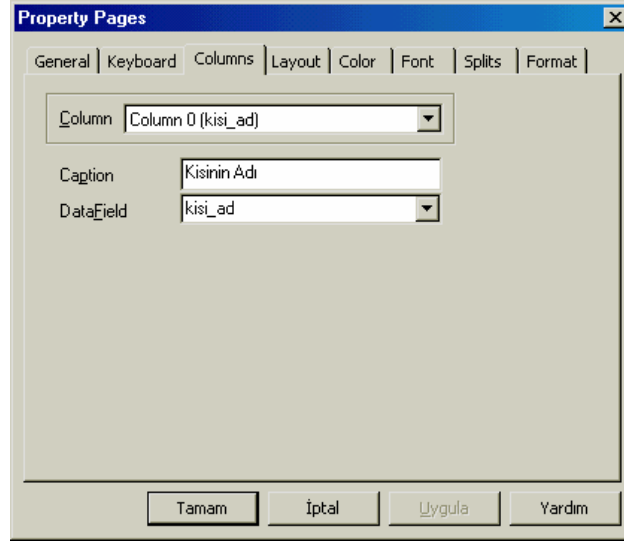 Property Pages
General Keyboard Columns Layout Color Font Splits Format
Column Column 0 (kisi_ad)
Caption Kisinin Adı
DataField kisi_ad
Tamam İptal Uygula Yardım